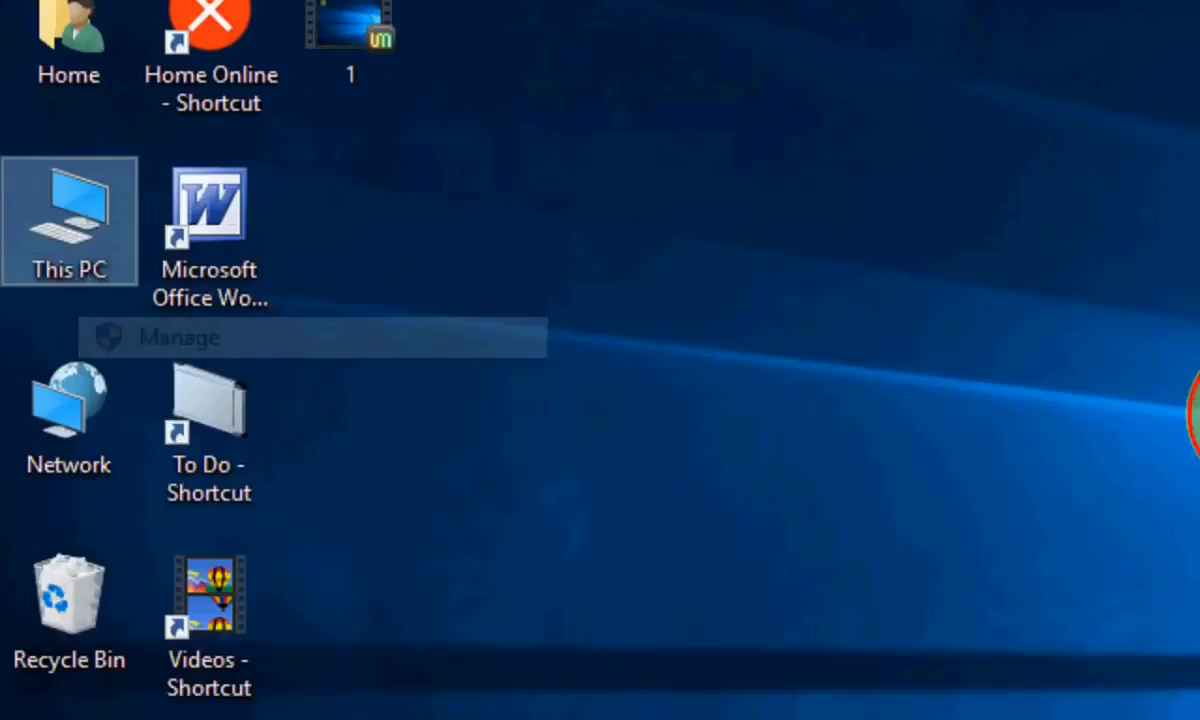 Home
Home Online
- Shortcut
1
This PC
Microsoft
Office Wo...
Manage
Network
To Do -
Shortcut
Recycle Bin
Videos -
Shortcut